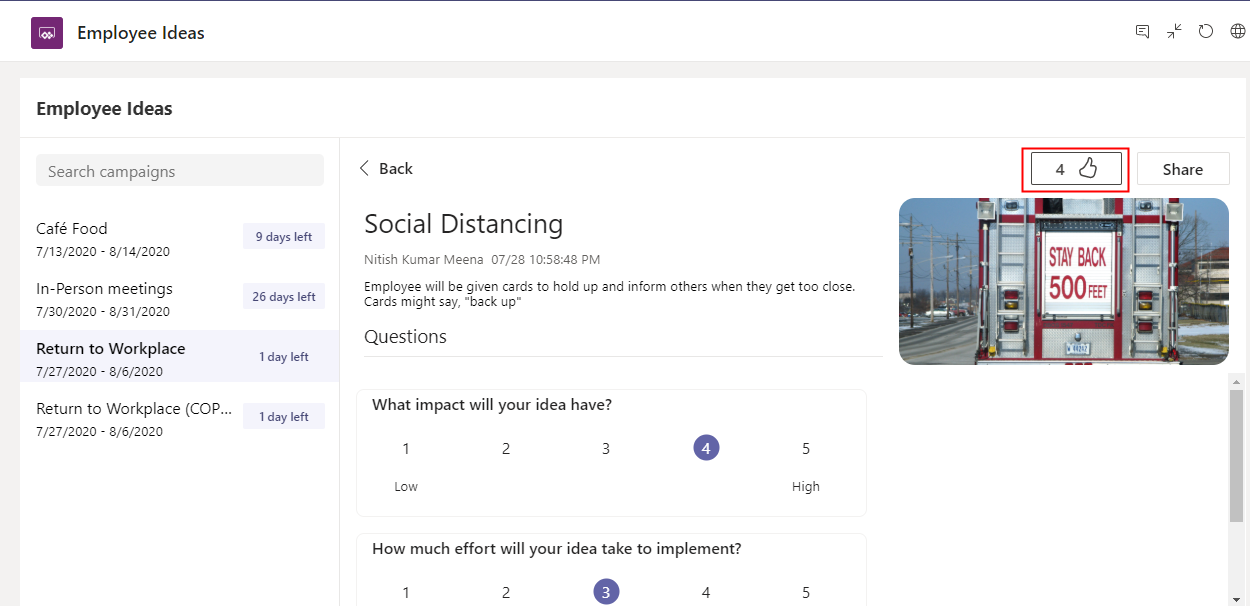 Employee Ideas
Employee Ideas
Search campaigns
Café Food
7/13/2020 - 8/14/2020
9 days left
In-Person meetings
7/30/2020 - 8/31/2020
26 days left
Return to Workplace
7/27/2020 - 8/6/2020
1 day left
Return to Workplace (COP...
7/27/2020 - 8/6/2020
1 day left
Back
4
Share
Social Distancing
Nitish Kumar Meena 07/28 10:58:48 PM
Employee will be given cards to hold up and inform others when they get too close.
Cards might say, "back up"
STAY BACK
500 FEET
Questions
What impact will your idea have?
1 2 3 4 5
Low High
How much effort will your idea take to implement?
1 2 3 4 5